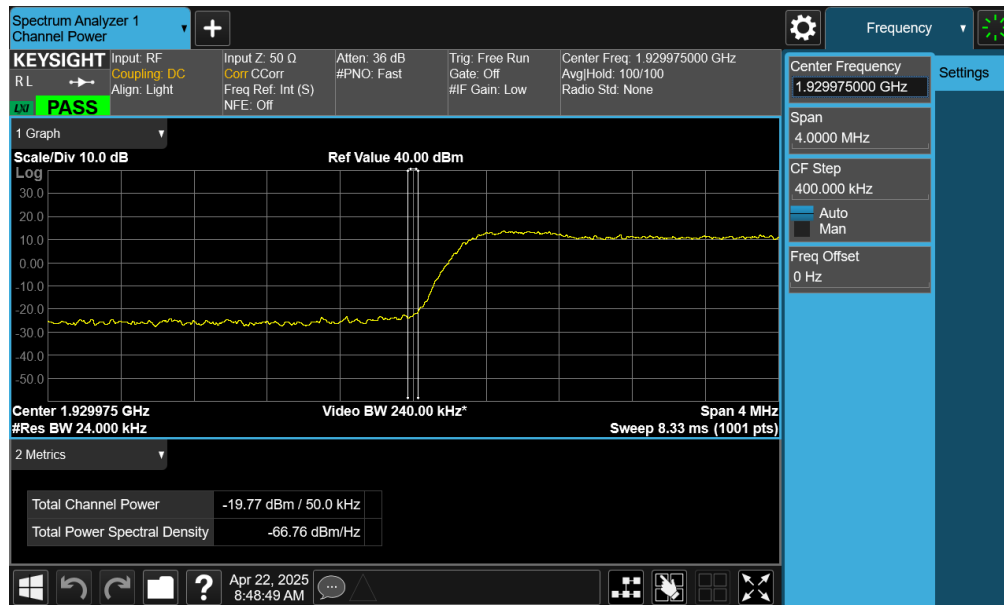 Spectrum Analyzer 1
Channel Power
+
Frequency
KEYSIGHT
R L
LXI
PASS
Input: RF
Coupling: DC
Align: Light
Input Z: 50 Ω
Corr CCorr
Freq Ref: Int (S)
NFE: Off
Atten: 36 dB
#PNO: Fast
Trig: Free Run
Gate: Off
#IF Gain: Low
Center Freq: 1.929975000 GHz
Avg|Hold: 100/100
Radio Std: None
Center Frequency
1.929975000 GHz
Settings
Span
4.0000 MHz
CF Step
400.000 kHz
Auto
Man
Freq Offset
0 Hz
1 Graph
Scale/Div 10.0 dB
Ref Value 40.00 dBm
Log
30.0
20.0
10.0
0.00
-10.0
-20.0
-30.0
-40.0
-50.0
Center 1.929975 GHz
Video BW 240.00 kHz*
Span 4 MHz
#Res BW 24.000 kHz
Sweep 8.33 ms (1001 pts)
2 Metrics
Total Channel Power -19.77 dBm / 50.0 kHz
Total Power Spectral Density -66.76 dBm/Hz
?
Apr 22, 2025
8:48:49 AM